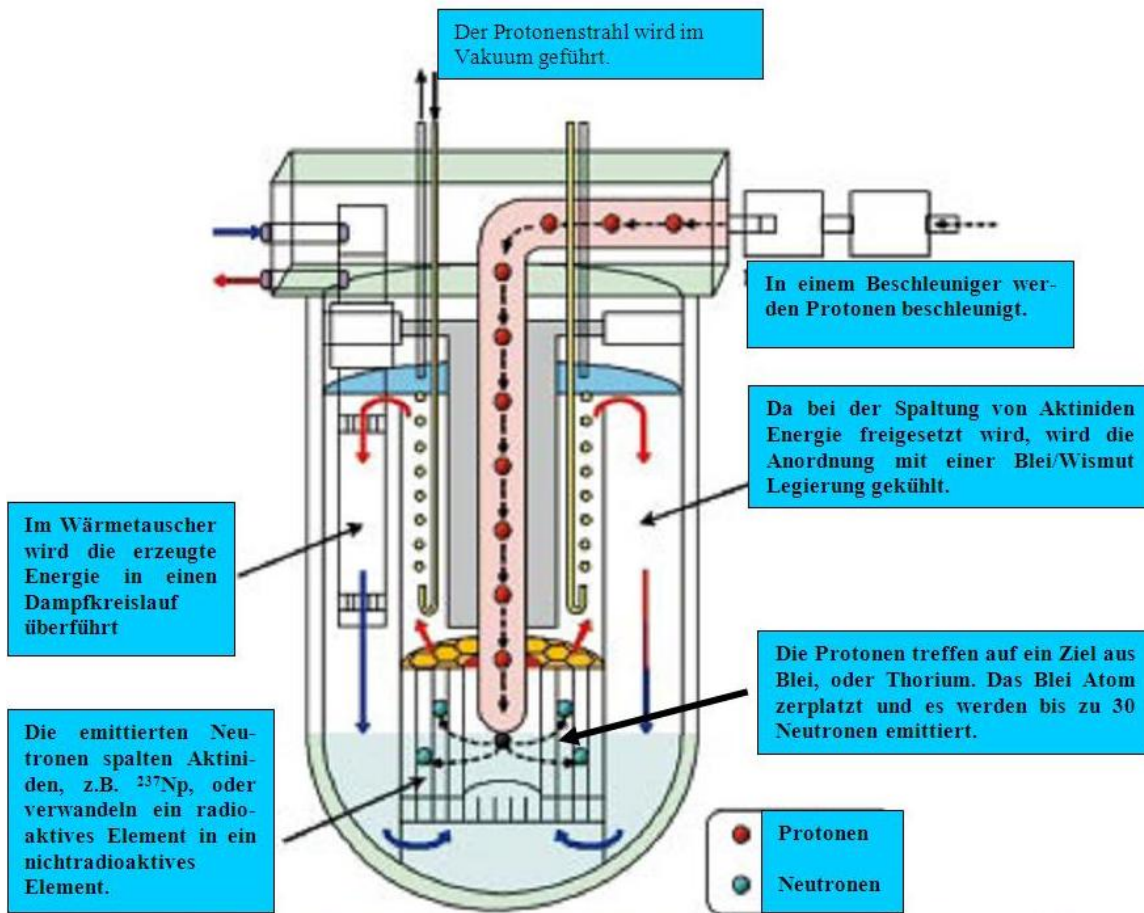 Der Protonenstrahl wird im
Vakuum geführt.
In einem Beschleuniger wer-
den Protonen beschleunigt.
Da bei der Spaltung von Aktiniden
Energie freigesetzt wird, wird die
Anordnung mit einer Blei/Wismut
Legierung gekühlt.
Im Wärmetauscher
wird die erzeugte
Energie in einen
Dampfkreislauf
überführt
Die Protonen treffen auf ein Ziel aus
Blei, oder Thorium. Das Blei Atom
zerplatzt und es werden bis zu 30
Neutronen emittiert.
Die emittierten Neu-
tronen spalten Aktini-
den, z.B. ²³⁷Np, oder
verwandeln ein radio-
aktives Element in ein
nichtradioaktives
Element.
Protonen
Neutronen